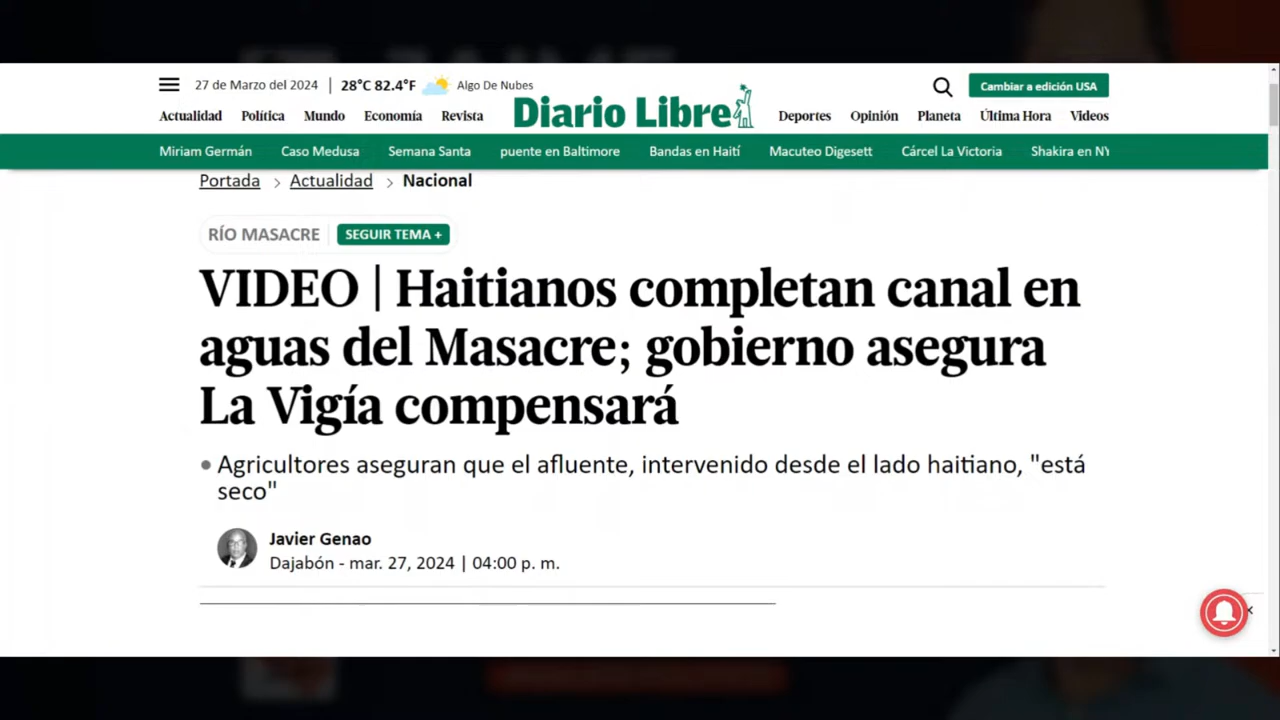 27 de Marzo del 2024 | 28°C 82.4°F Algo De Nubes
Cambiar a edición USA
Actualidad Política Mundo Economía Revista Diario Libre Deportes Opinión Planeta Última Hora Videos
Miriam Germán Caso Medusa Semana Santa puente en Baltimore Bandas en Haití Macuteo Digesett Cárcel La Victoria Shakira en NY
Portada > Actualidad > Nacional
RÍO MASACRE SEGUIR TEMA +
VIDEO | Haitianos completan canal en
aguas del Masacre; gobierno asegura
La Vigía compensará
Agricultores aseguran que el afluente, intervenido desde el lado haitiano, "está
seco"
Javier Genao
Dajabón - mar. 27, 2024 | 04:00 p. m.